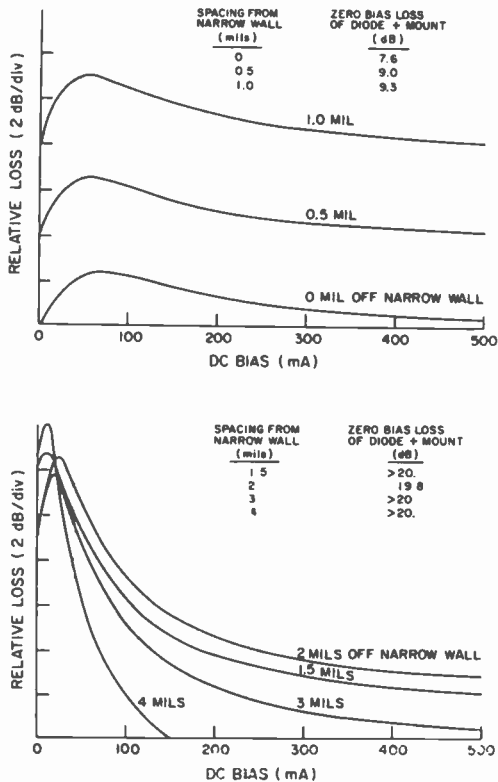 SPACING FROM NARROW WALL (mils) ZERO BIAS LOSS OF DIODE + MOUNT (dB)
0 7.6
0.5 9.0
1.0 9.3
RELATIVE LOSS (2 dB/div)
1.0 MIL
0.5 MIL
0 MIL OFF NARROW WALL
0 100 200 300 400 500
DC BIAS (mA)
SPACING FROM NARROW WALL (mils) ZERO BIAS LOSS OF DIODE + MOUNT (dB)
1 5 >20.
2 19 8
3 >20
4 >20.
RELATIVE LOSS (2 dB/div)
2 MILS OFF NARROW WALL
1.5 MILS
4 MILS
3 MILS
0 100 200 300 400 500
DC BIAS (mA)